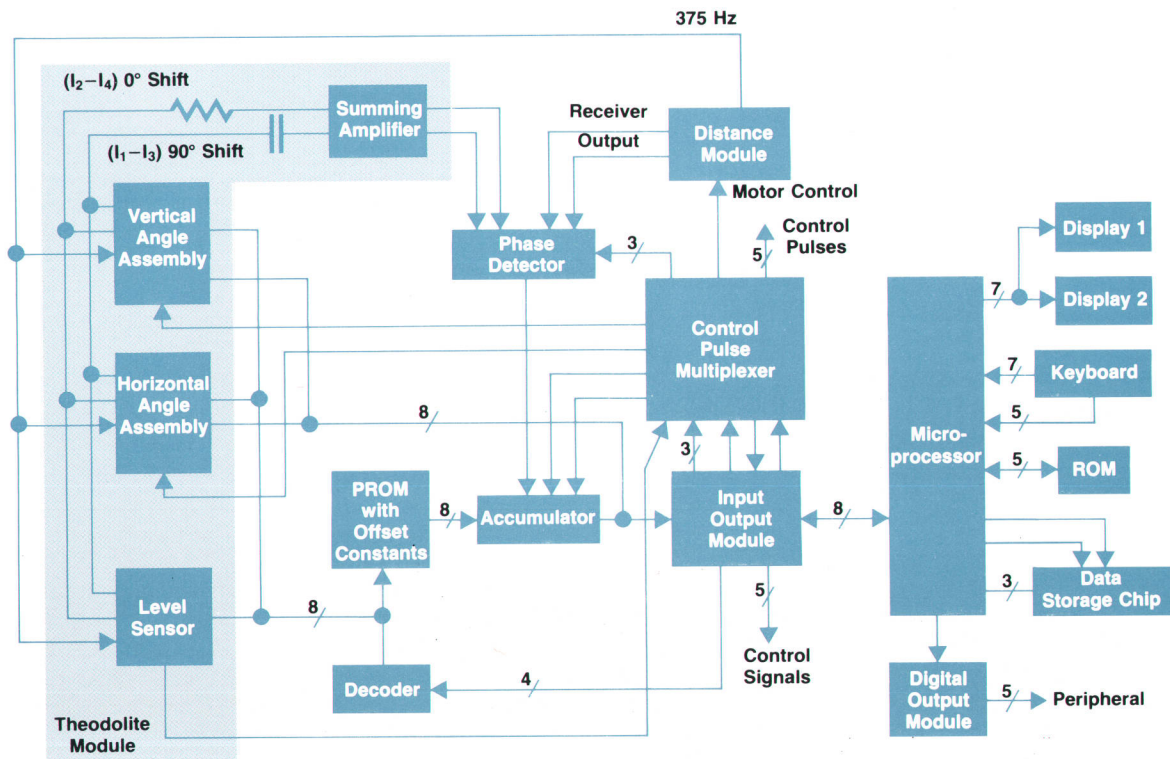 375 Hz
(I₂–I₄) 0° Shift
Summing
Amplifier
(I₁–I₃) 90° Shift
Receiver
Output
Distance
Module
Motor Control
Vertical
Angle
Assembly
Phase
Detector
3
Control
Pulses
5
Display 1
7
Display 2
Control
Pulse
Multiplexer
Horizontal
Angle
Assembly
8
7
Keyboard
5
Micro-
processor
5
ROM
3
PROM
with
Offset
Constants
8
Accumulator
Input
Output
Module
8
Level
Sensor
8
5
3
Data
Storage Chip
Decoder
4
Control
Signals
Digital
Output
Module
5
Peripheral
Theodolite
Module